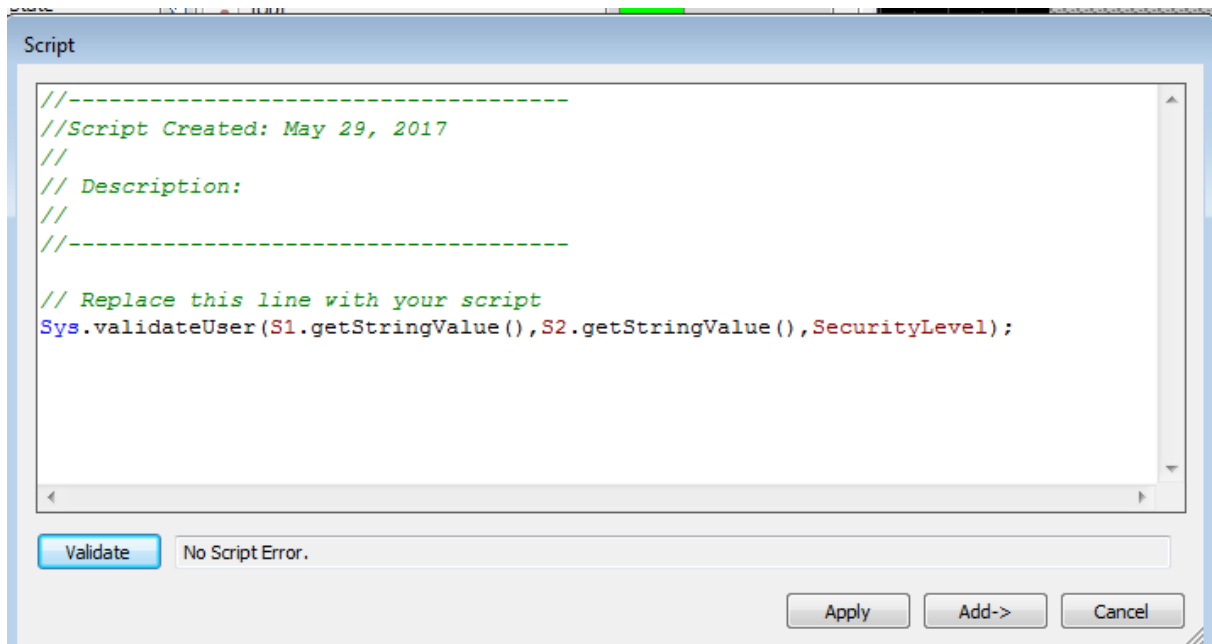 Script
//-------------------------------------
//Script Created: May 29, 2017
//
// Description:
//
//-------------------------------------
// Replace this line with your script
Sys.validateUser(S1.getStringValue(),S2.getStringValue(),SecurityLevel);
Validate No Script Error.
Apply Add-> Cancel